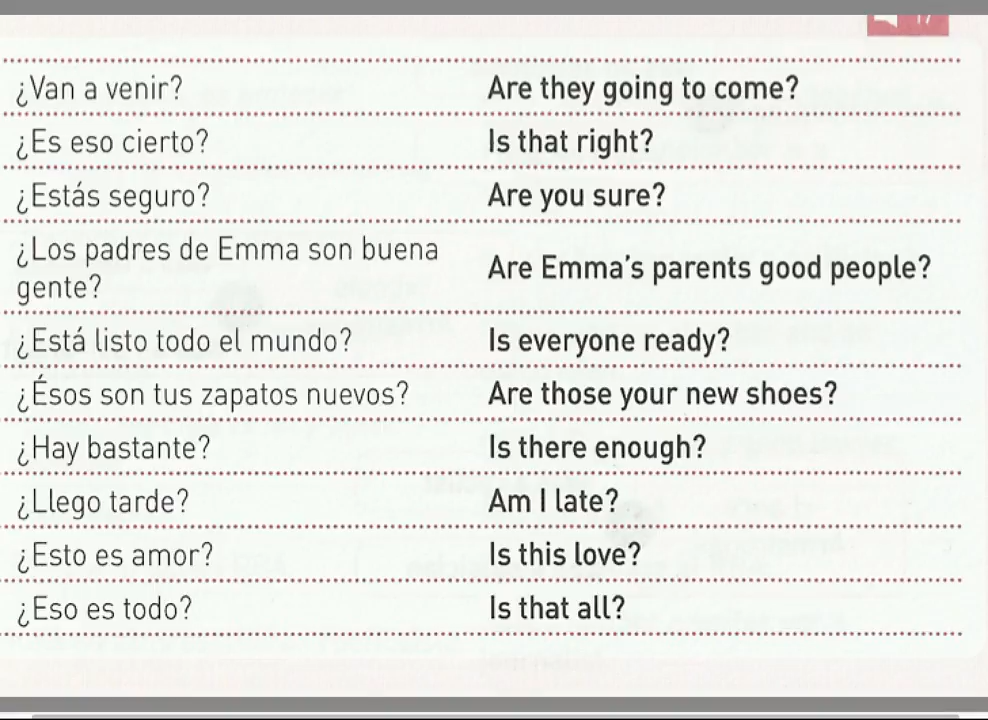 ¿Van a venir? Are they going to come?
¿Es eso cierto? Is that right?
¿Estás seguro? Are you sure?
¿Los padres de Emma son buena
gente? Are Emma's parents good people?
¿Está listo todo el mundo? Is everyone ready?
¿Ésos son tus zapatos nuevos? Are those your new shoes?
¿Hay bastante? Is there enough?
¿Llego tarde? Am I late?
¿Esto es amor? Is this love?
¿Eso es todo? Is that all?